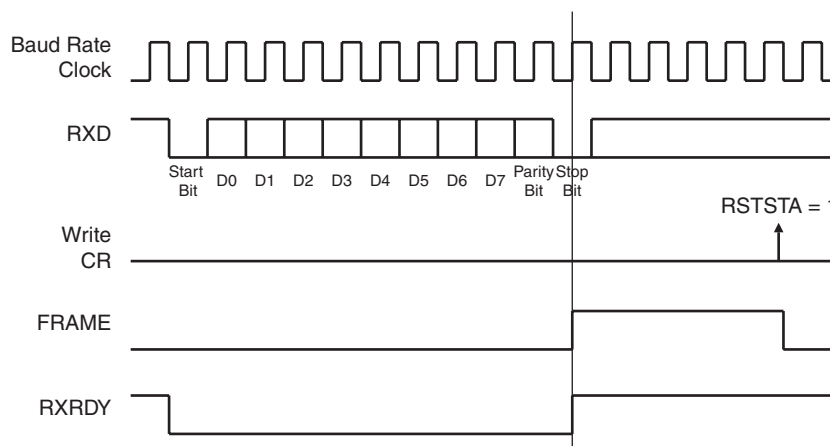 Baud Rate
Clock
RXD
Start
Bit
D0 D1 D2 D3 D4 D5 D6 D7
Parity
Bit
Stop
Bit
Write
CR
RSTSTA = 1
FRAME
RXRDY